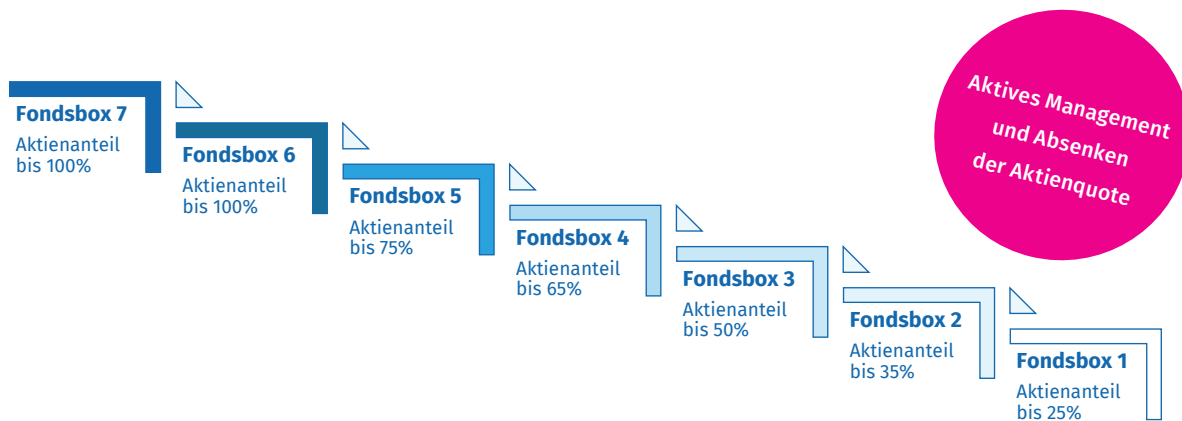 Aktives Management
und Absenken
der Aktienquote
Fondsbox 7
Aktienanteil
bis 100%
Fondsbox 6
Aktienanteil
bis 100%
Fondsbox 5
Aktienanteil
bis 75%
Fondsbox 4
Aktienanteil
bis 65%
Fondsbox 3
Aktienanteil
bis 50%
Fondsbox 2
Aktienanteil
bis 35%
Fondsbox 1
Aktienanteil
bis 25%